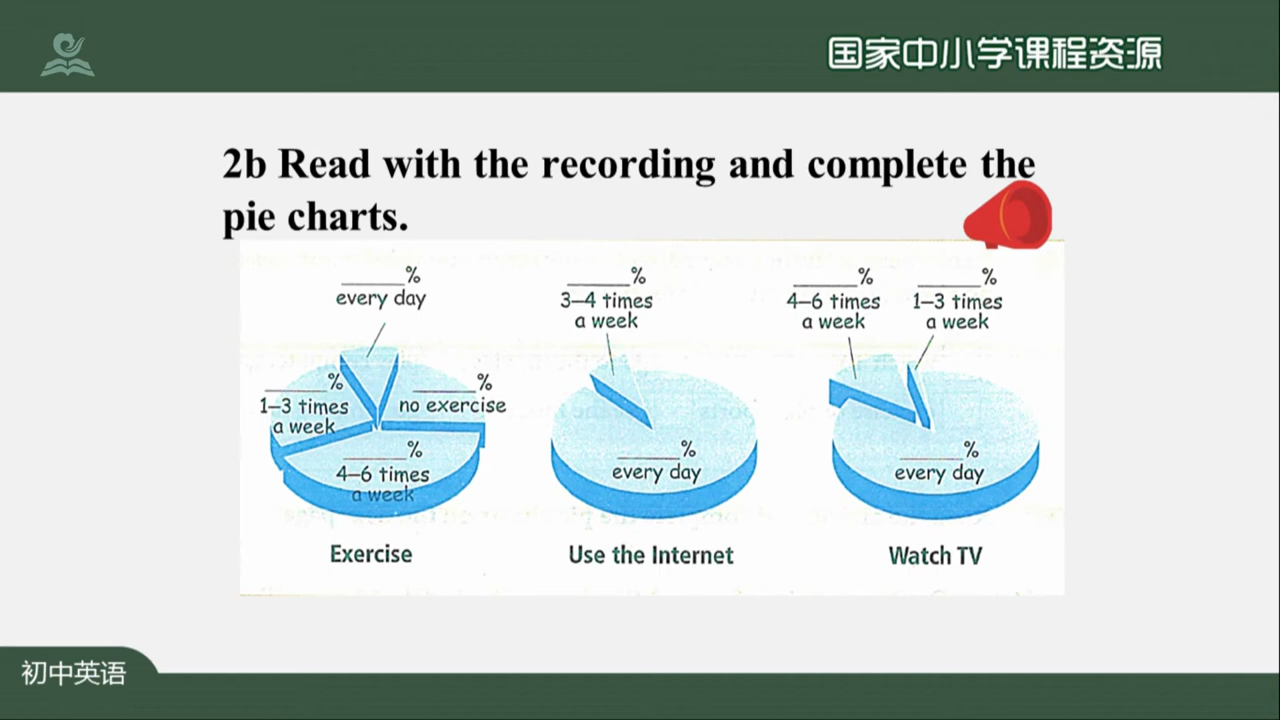 国家中小学课程资源
2b Read with the recording and complete the
pie charts.
______%
every day
______%
1–3 times
a week
______%
no exercise
______%
4–6 times
a week
Exercise
______%
3–4 times
a week
______%
every day
Use the Internet
______%
4–6 times
a week
______%
1–3 times
a week
______%
every day
Watch TV
初中英语